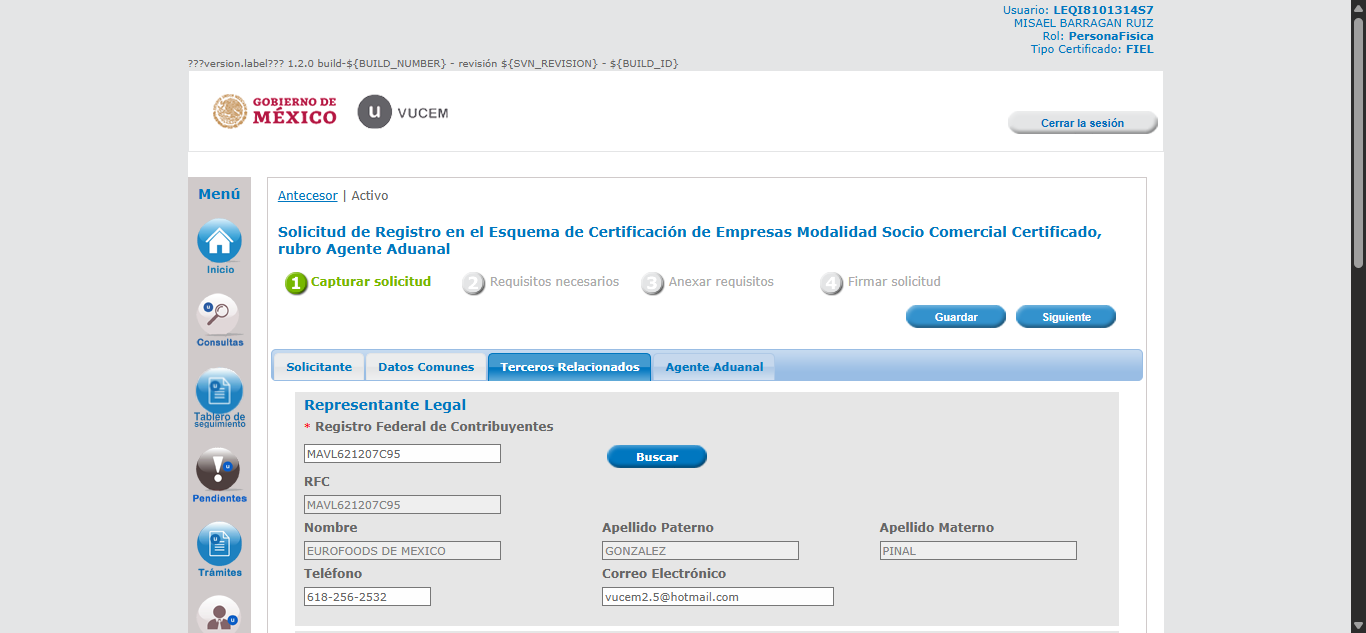 Usuario: LEQI8101314S7
MISAEL BARRAGAN RUIZ
Rol: PersonaFisica
Tipo Certificado: FIEL
???version.label??? 1.2.0 build-${BUILD_NUMBER} - revisión ${SVN_REVISION} - ${BUILD_ID}
GOBIERNO DE
MÉXICO
u VUCEM
Cerrar la sesión
Menú
Inicio
Consultas
Tablero de
seguimiento
Pendientes
Trámites
Antecesor | Activo
Solicitud de Registro en el Esquema de Certificación de Empresas Modalidad Socio Comercial Certificado,
rubro Agente Aduanal
1 Capturar solicitud 2 Requisitos necesarios 3 Anexar requisitos 4 Firmar solicitud
Guardar Siguiente
Solicitante Datos Comunes Terceros Relacionados Agente Aduanal
Representante Legal
* Registro Federal de Contribuyentes
MAVL621207C95 Buscar
RFC
MAVL621207C95
Nombre Apellido Paterno Apellido Materno
EUROFOODS DE MEXICO GONZALEZ PINAL
Teléfono Correo Electrónico
618-256-2532 vucem2.5@hotmail.com